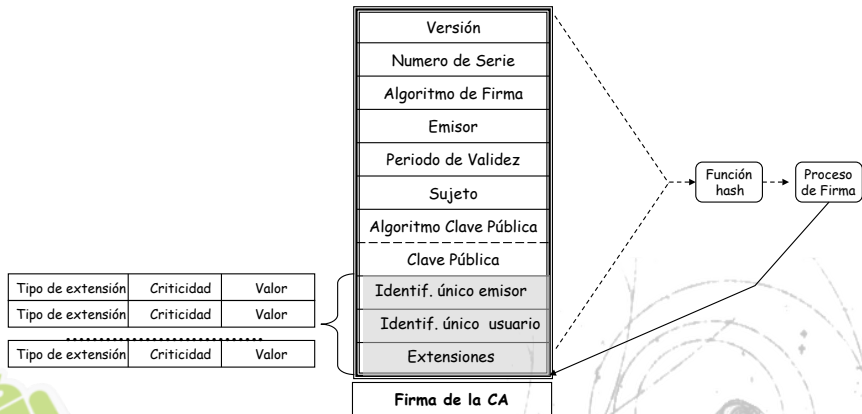 Versión
Numero de Serie
Algoritmo de Firma
Emisor
Periodo de Validez
Sujeto
Algoritmo Clave Pública
Clave Pública
Identif. único emisor
Identif. único usuario
Extensiones
Firma de la CA
Función
hash
Proceso
de Firma
Tipo de extensión Criticidad Valor
Tipo de extensión Criticidad Valor
Tipo de extensión Criticidad Valor